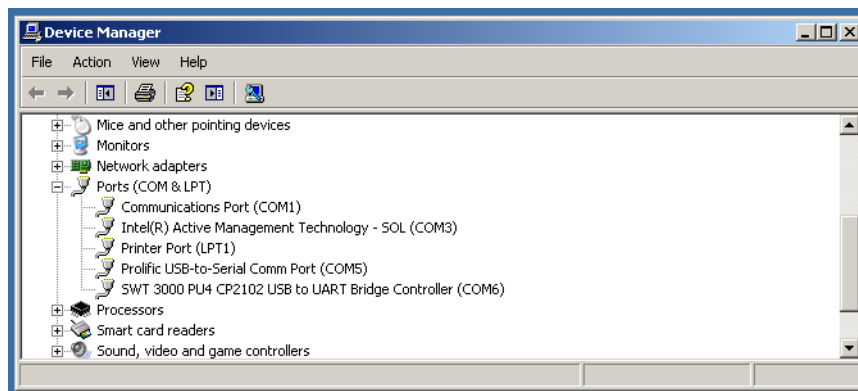 Device Manager
File Action View Help
Mice and other pointing devices
Monitors
Network adapters
Ports (COM & LPT)
Communications Port (COM1)
Intel(R) Active Management Technology - SOL (COM3)
Printer Port (LPT1)
Prolific USB-to-Serial Comm Port (COM5)
SWT 3000 PU4 CP2102 USB to UART Bridge Controller (COM6)
Processors
Smart card readers
Sound, video and game controllers